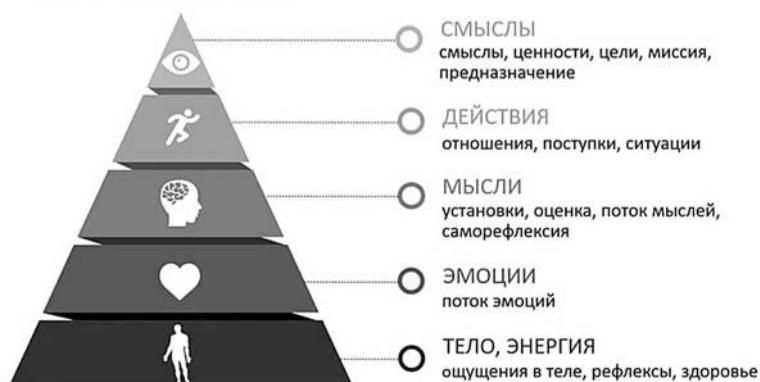 СМЫСЛЫ
смыслы, ценности, цели, миссия,
предназначение
ДЕЙСТВИЯ
отношения, поступки, ситуации
МЫСЛИ
установки, оценка, поток мыслей,
саморефлексия
ЭМОЦИИ
поток эмоций
ТЕЛО, ЭНЕРГИЯ
ощущения в теле, рефлексы, здоровье